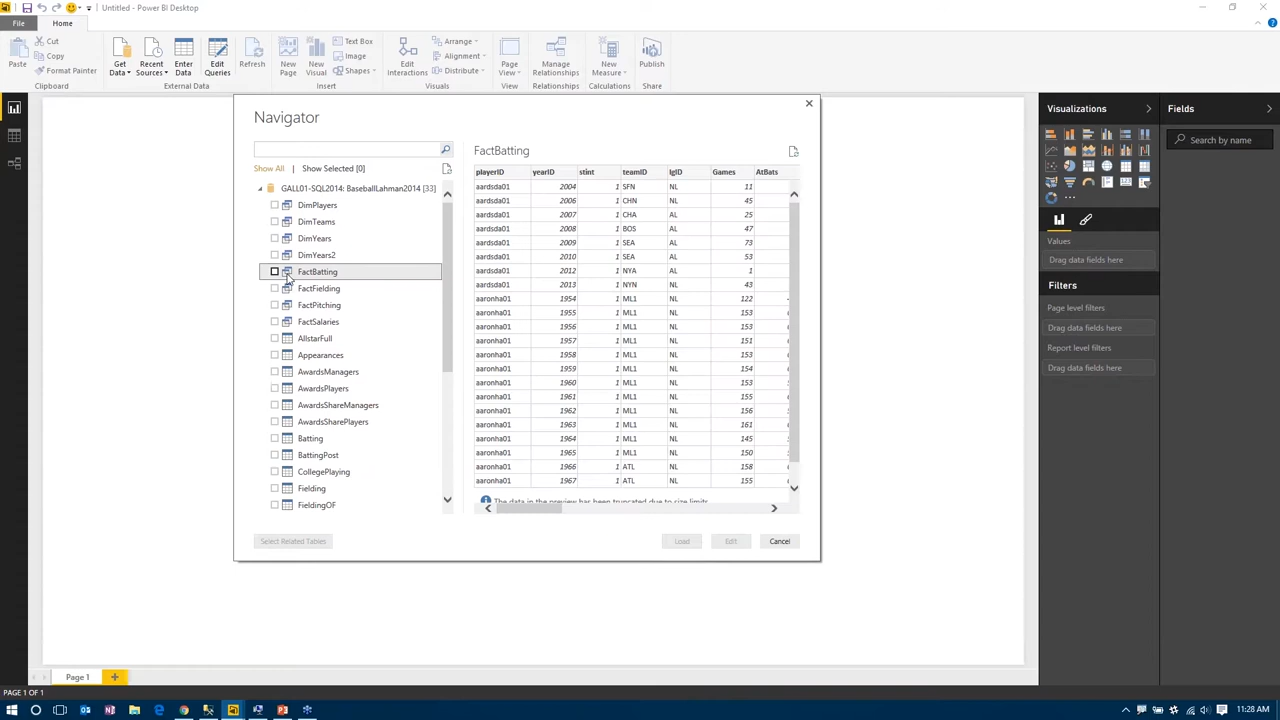 Untitled - Power BI Desktop
File Home
Paste Cut Copy Format Painter
Get Data Recent Sources Enter Data Edit Queries Refresh
New Page New Visual Text Box Image Shapes
Edit Interactions Arrange Alignment Distribute
Page View Manage Relationships New Measure Publish
Clipboard External Data Insert Visuals View Relationships Calculations Share
Navigator
Show All | Show Selected [0]
GALL01-SQL2014: BaseballLahman2014 [33]
DimPlayers
DimTeams
DimYears
DimYears2
FactBatting
FactFielding
FactPitching
FactSalaries
AllstarFull
Appearances
AwardsManagers
AwardsPlayers
AwardsShareManagers
AwardsSharePlayers
Batting
BattingPost
CollegePlaying
Fielding
FieldingOF
Select Related Tables
FactBatting
playerID yearID stint teamID lgID Games AtBats
aardsda01 2004 1 SFN NL 11
aardsda01 2006 1 CHN NL 45
aardsda01 2007 1 CHA AL 25
aardsda01 2008 1 BOS AL 47
aardsda01 2009 1 SEA AL 73
aardsda01 2010 1 SEA AL 53
aardsda01 2012 1 NYA AL 1
aardsda01 2013 1 NYN NL 43
aaronha01 1954 1 ML1 NL 122
aaronha01 1955 1 ML1 NL 153
aaronha01 1956 1 ML1 NL 153
aaronha01 1957 1 ML1 NL 151
aaronha01 1958 1 ML1 NL 153
aaronha01 1959 1 ML1 NL 154
aaronha01 1960 1 ML1 NL 153
aaronha01 1961 1 ML1 NL 155
aaronha01 1962 1 ML1 NL 156
aaronha01 1963 1 ML1 NL 161
aaronha01 1964 1 ML1 NL 145
aaronha01 1965 1 ML1 NL 150
aaronha01 1966 1 ATL NL 158
aaronha01 1967 1 ATL NL 155
The data in the preview has been truncated due to size limits
Load Edit Cancel
Visualizations
Values
Drag data fields here
Filters
Page level filters
Drag data fields here
Report level filters
Drag data fields here
Fields
Search by name
Page 1
PAGE 1 OF 1
11:28 AM